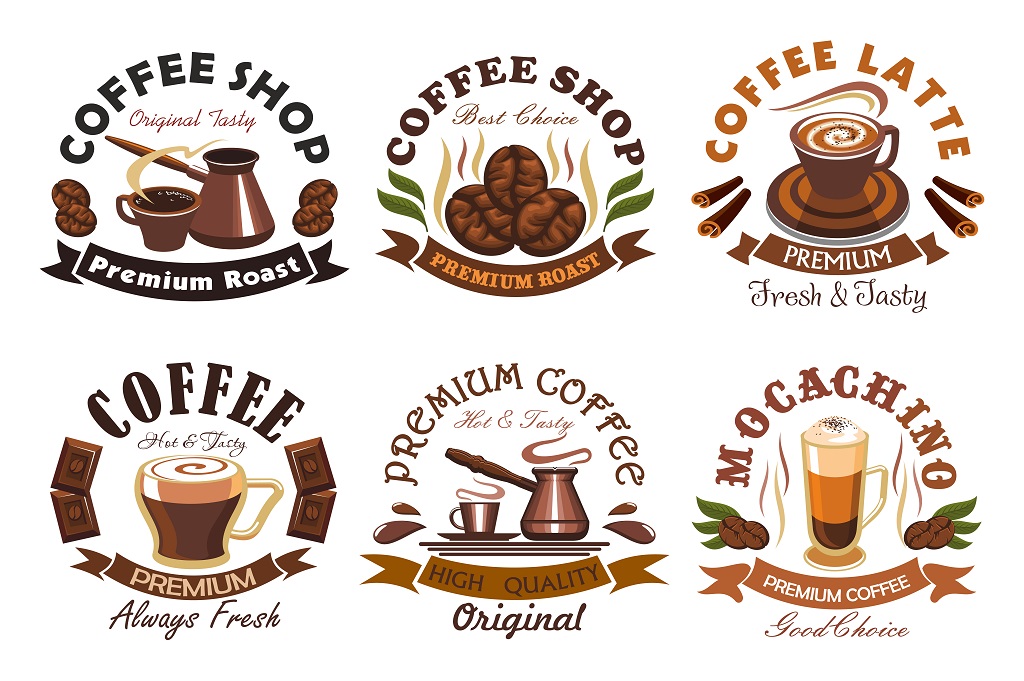 COFFEE SHOP
Original Tasty
Premium Roast
COFFEE SHOP
Best Choice
PREMIUM ROAST
COFFEE LATTE
PREMIUM
Fresh & Tasty
COFFEE
Hot & Tasty
PREMIUM
Always Fresh
PREMIUM COFFEE
Hot & Tasty
HIGH QUALITY
Original
MOCACHINO
PREMIUM COFFEE
Good Choice